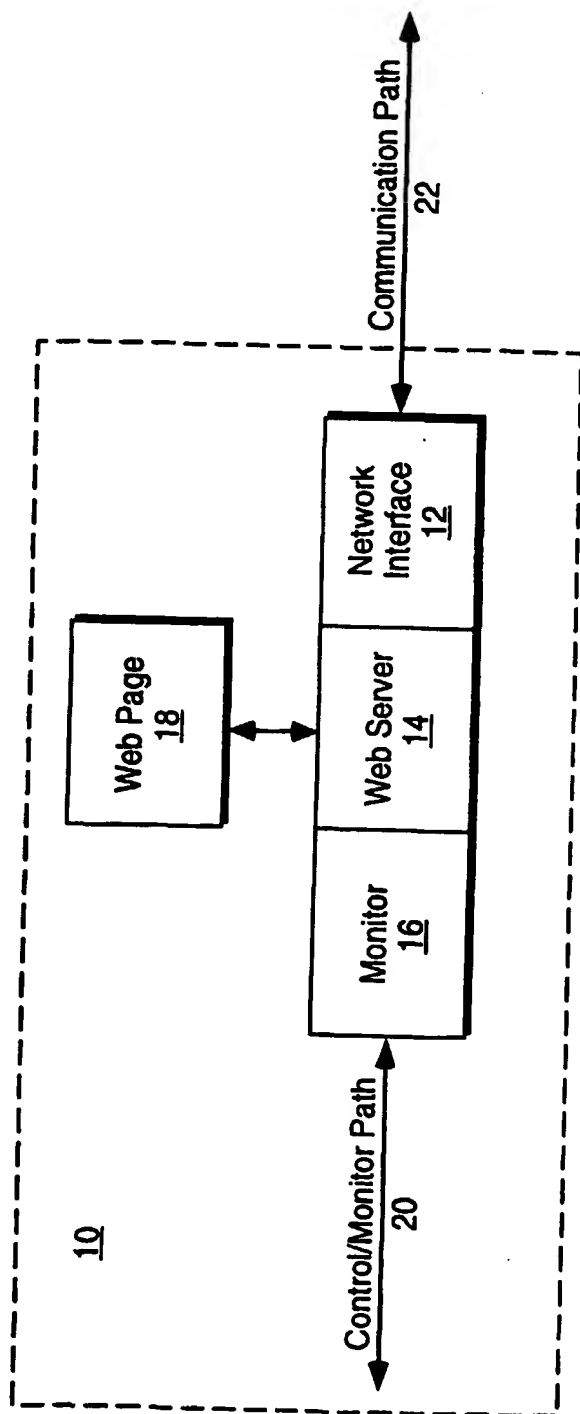 10
Web Page
18
Control/Monitor Path
20
Monitor
16
Web Server
14
Network
Interface
12
Communication Path
22